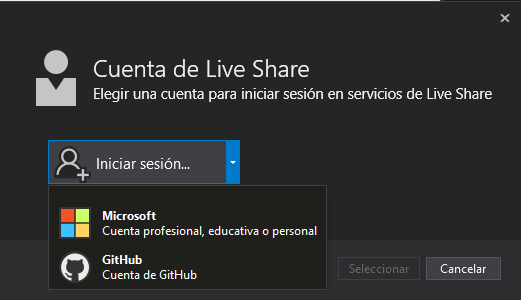 Cuenta de Live Share
Elegir una cuenta para iniciar sesión en servicios de Live Share
Iniciar sesión...
Microsoft
Cuenta profesional, educativa o personal
GitHub
Cuenta de GitHub
Seleccionar
Cancelar